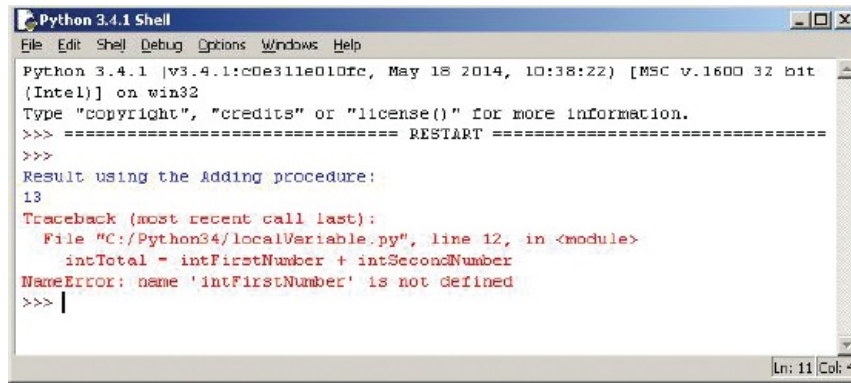 Python 3.4.1 Shell
File Edit Shell Debug Options Windows Help
Python 3.4.1 (v3.4.1:c0e311e010fc, May 18 2014, 10:38:22) [MSC v.1600 32 bit
(Intel)] on win32
Type "copyright", "credits" or "license()" for more information.
>>> ================================ RESTART ================================
>>>
Result using the Adding procedure:
13
Traceback (most recent call last):
  File "C:/Python34/localVariable.py", line 12, in <module>
    intTotal = intFirstNumber + intSecondNumber
NameError: name 'intFirstNumber' is not defined
>>>
Ln: 11 Col: 4